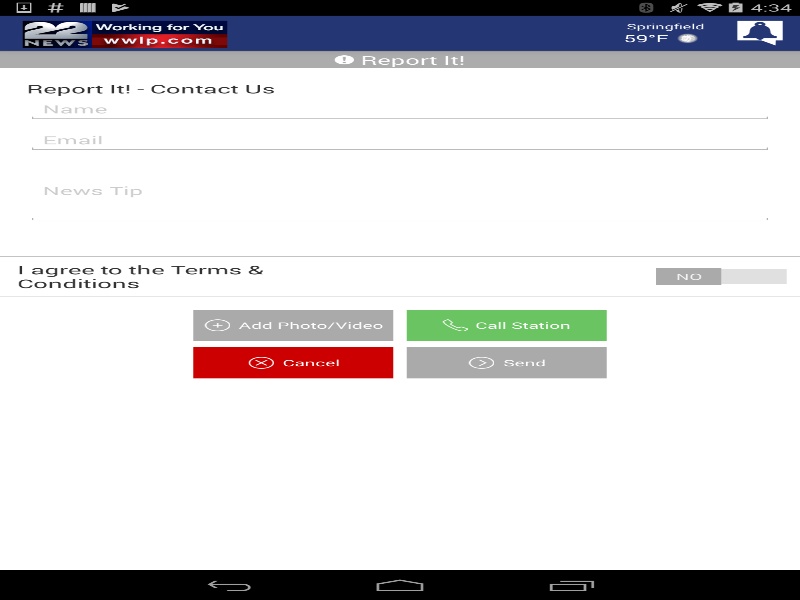 4:34
22 NEWS
Working for You
wwlp.com
Springfield
59°F
Report It!
Report It! - Contact Us
Name
Email
News Tip
I agree to the Terms &
Conditions
NO
Add Photo/Video
Call Station
Cancel
Send